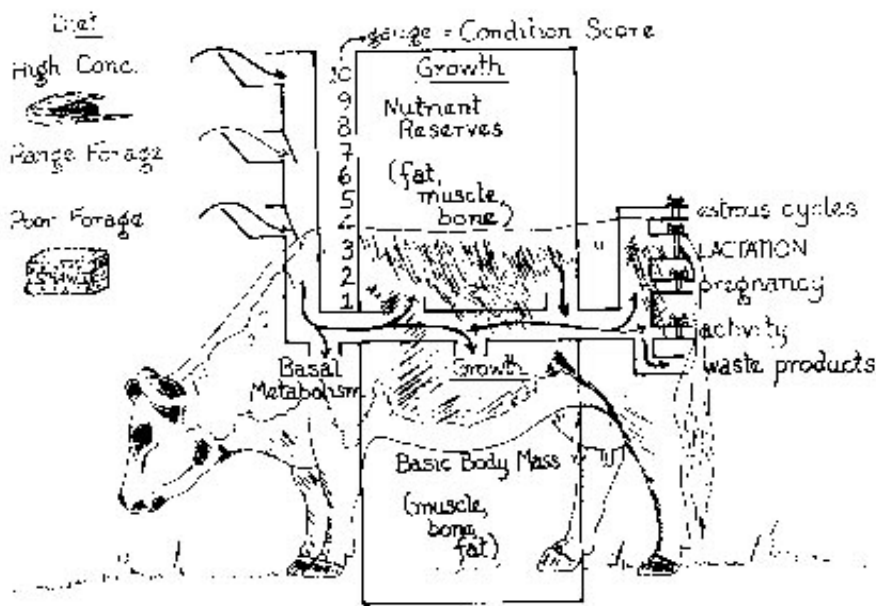 Diet
High Conc.
Range Forage
Poor Forage
gauge = Condition Score
10
9
8
7
6
5
4
3
2
1
Growth
Nutrient
Reserves
(fat,
muscle,
bone)
estrous cycles
LACTATION
pregnancy
activity
waste products
Basal
Metabolism
Growth
Basic Body Mass
(muscle,
bone,
fat)